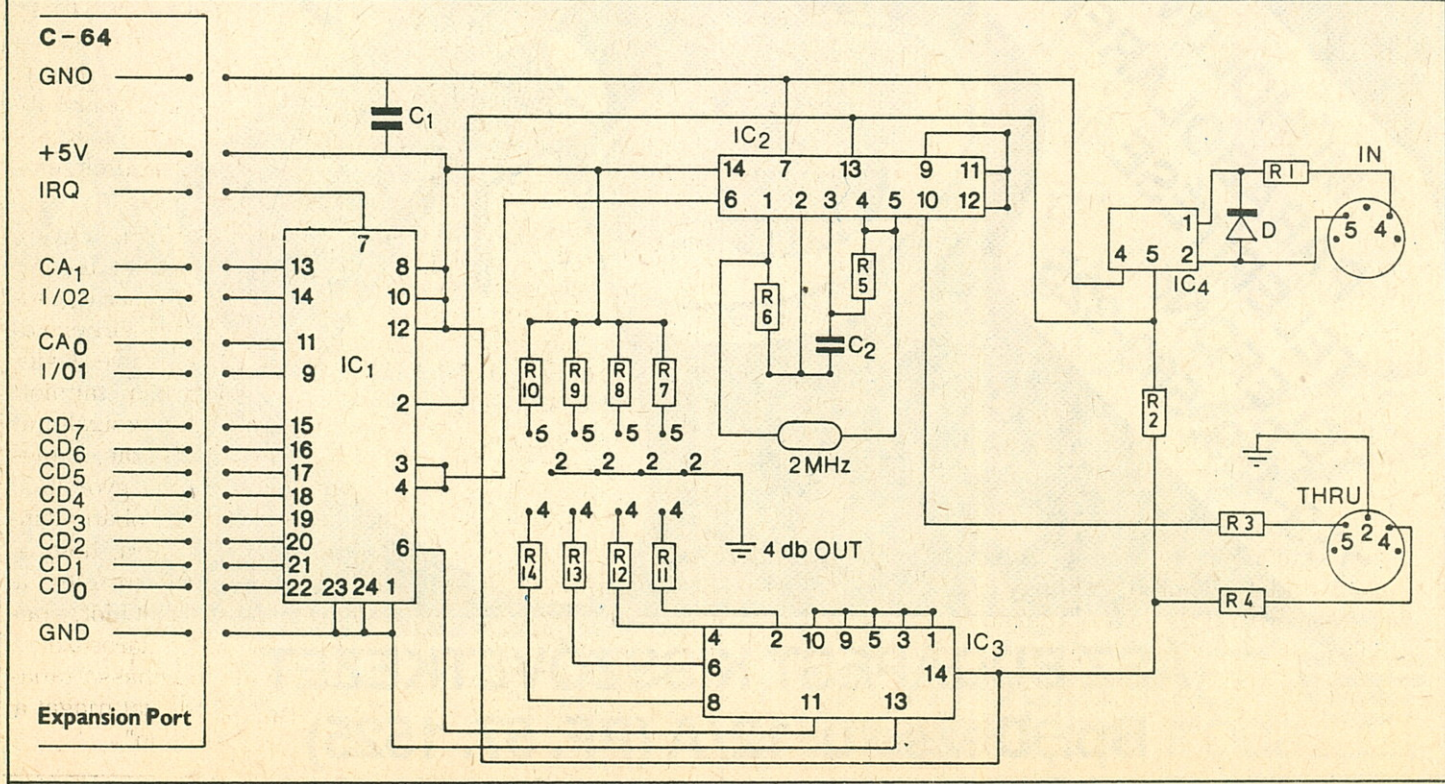 C-64
GNO
+5V
IRQ
CA1
I/O2
CA0
I/O1
CD7
CD6
CD5
CD4
CD3
CD2
CD1
CD0
GND
Expansion Port
C1
7
13
14
11
9
15
16
17
18
19
20
21
22 23 24 1
8
10
12
2
3
4
6
IC1
IC2
14 7 13 9 11
6 1 2 3 4 5 10 12
R6
R5
C2
2MHz
R10 R9 R8 R7
5 5 5 5
2 2 2 2
4 4 4 4
R14 R13 R12 R11
4 db OUT
4 2 10 9 5 3 1
6
8
11 13
14
IC3
IN
R1
D
1
4 5 2
IC4
5 4
R2
THRU
R3
5 2 4
R4